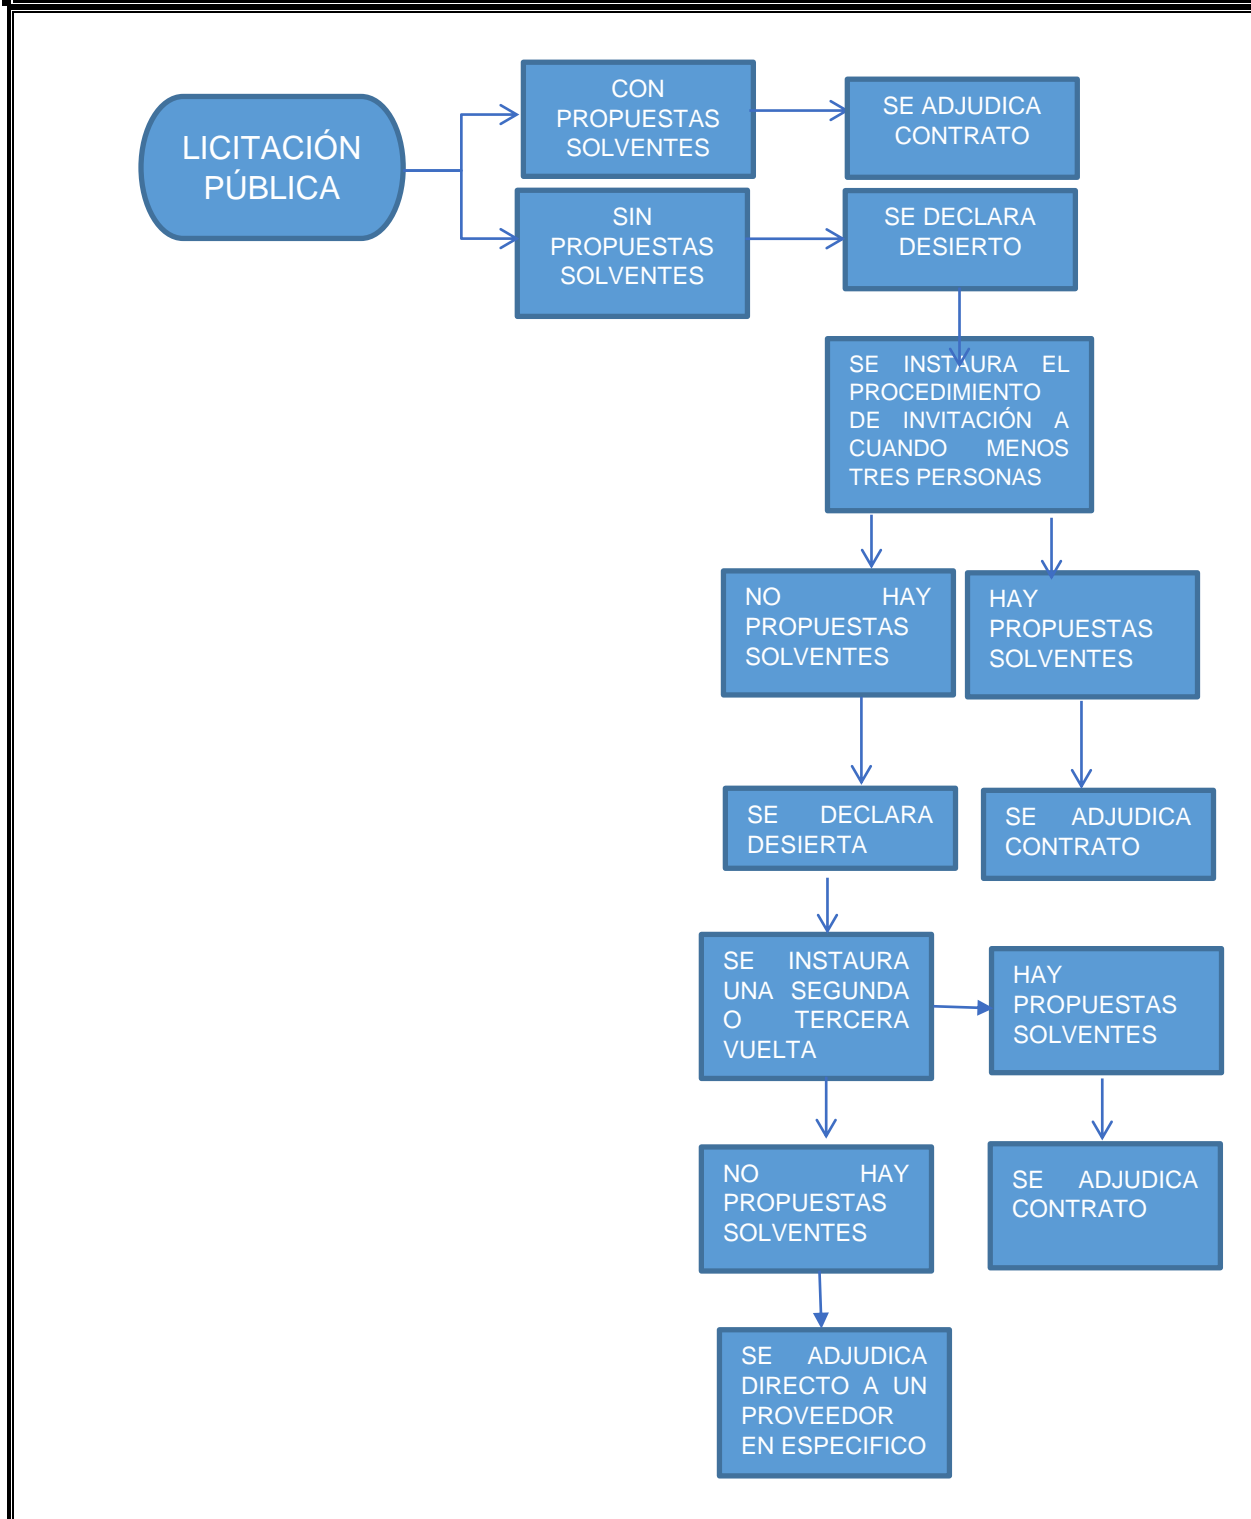 LICITACIÓN
PÚBLICA
CON
PROPUESTAS
SOLVENTES
SE ADJUDICA
CONTRATO
SIN
PROPUESTAS
SOLVENTES
SE DECLARA
DESIERTO
SE INSTAURA EL
PROCEDIMIENTO
DE INVITACIÓN A
CUANDO MENOS
TRES PERSONAS
NO HAY
PROPUESTAS
SOLVENTES
HAY
PROPUESTAS
SOLVENTES
SE DECLARA
DESIERTA
SE ADJUDICA
CONTRATO
SE INSTAURA
UNA SEGUNDA
O TERCERA
VUELTA
HAY
PROPUESTAS
SOLVENTES
NO HAY
PROPUESTAS
SOLVENTES
SE ADJUDICA
CONTRATO
SE ADJUDICA
DIRECTO A UN
PROVEEDOR
EN ESPECIFICO